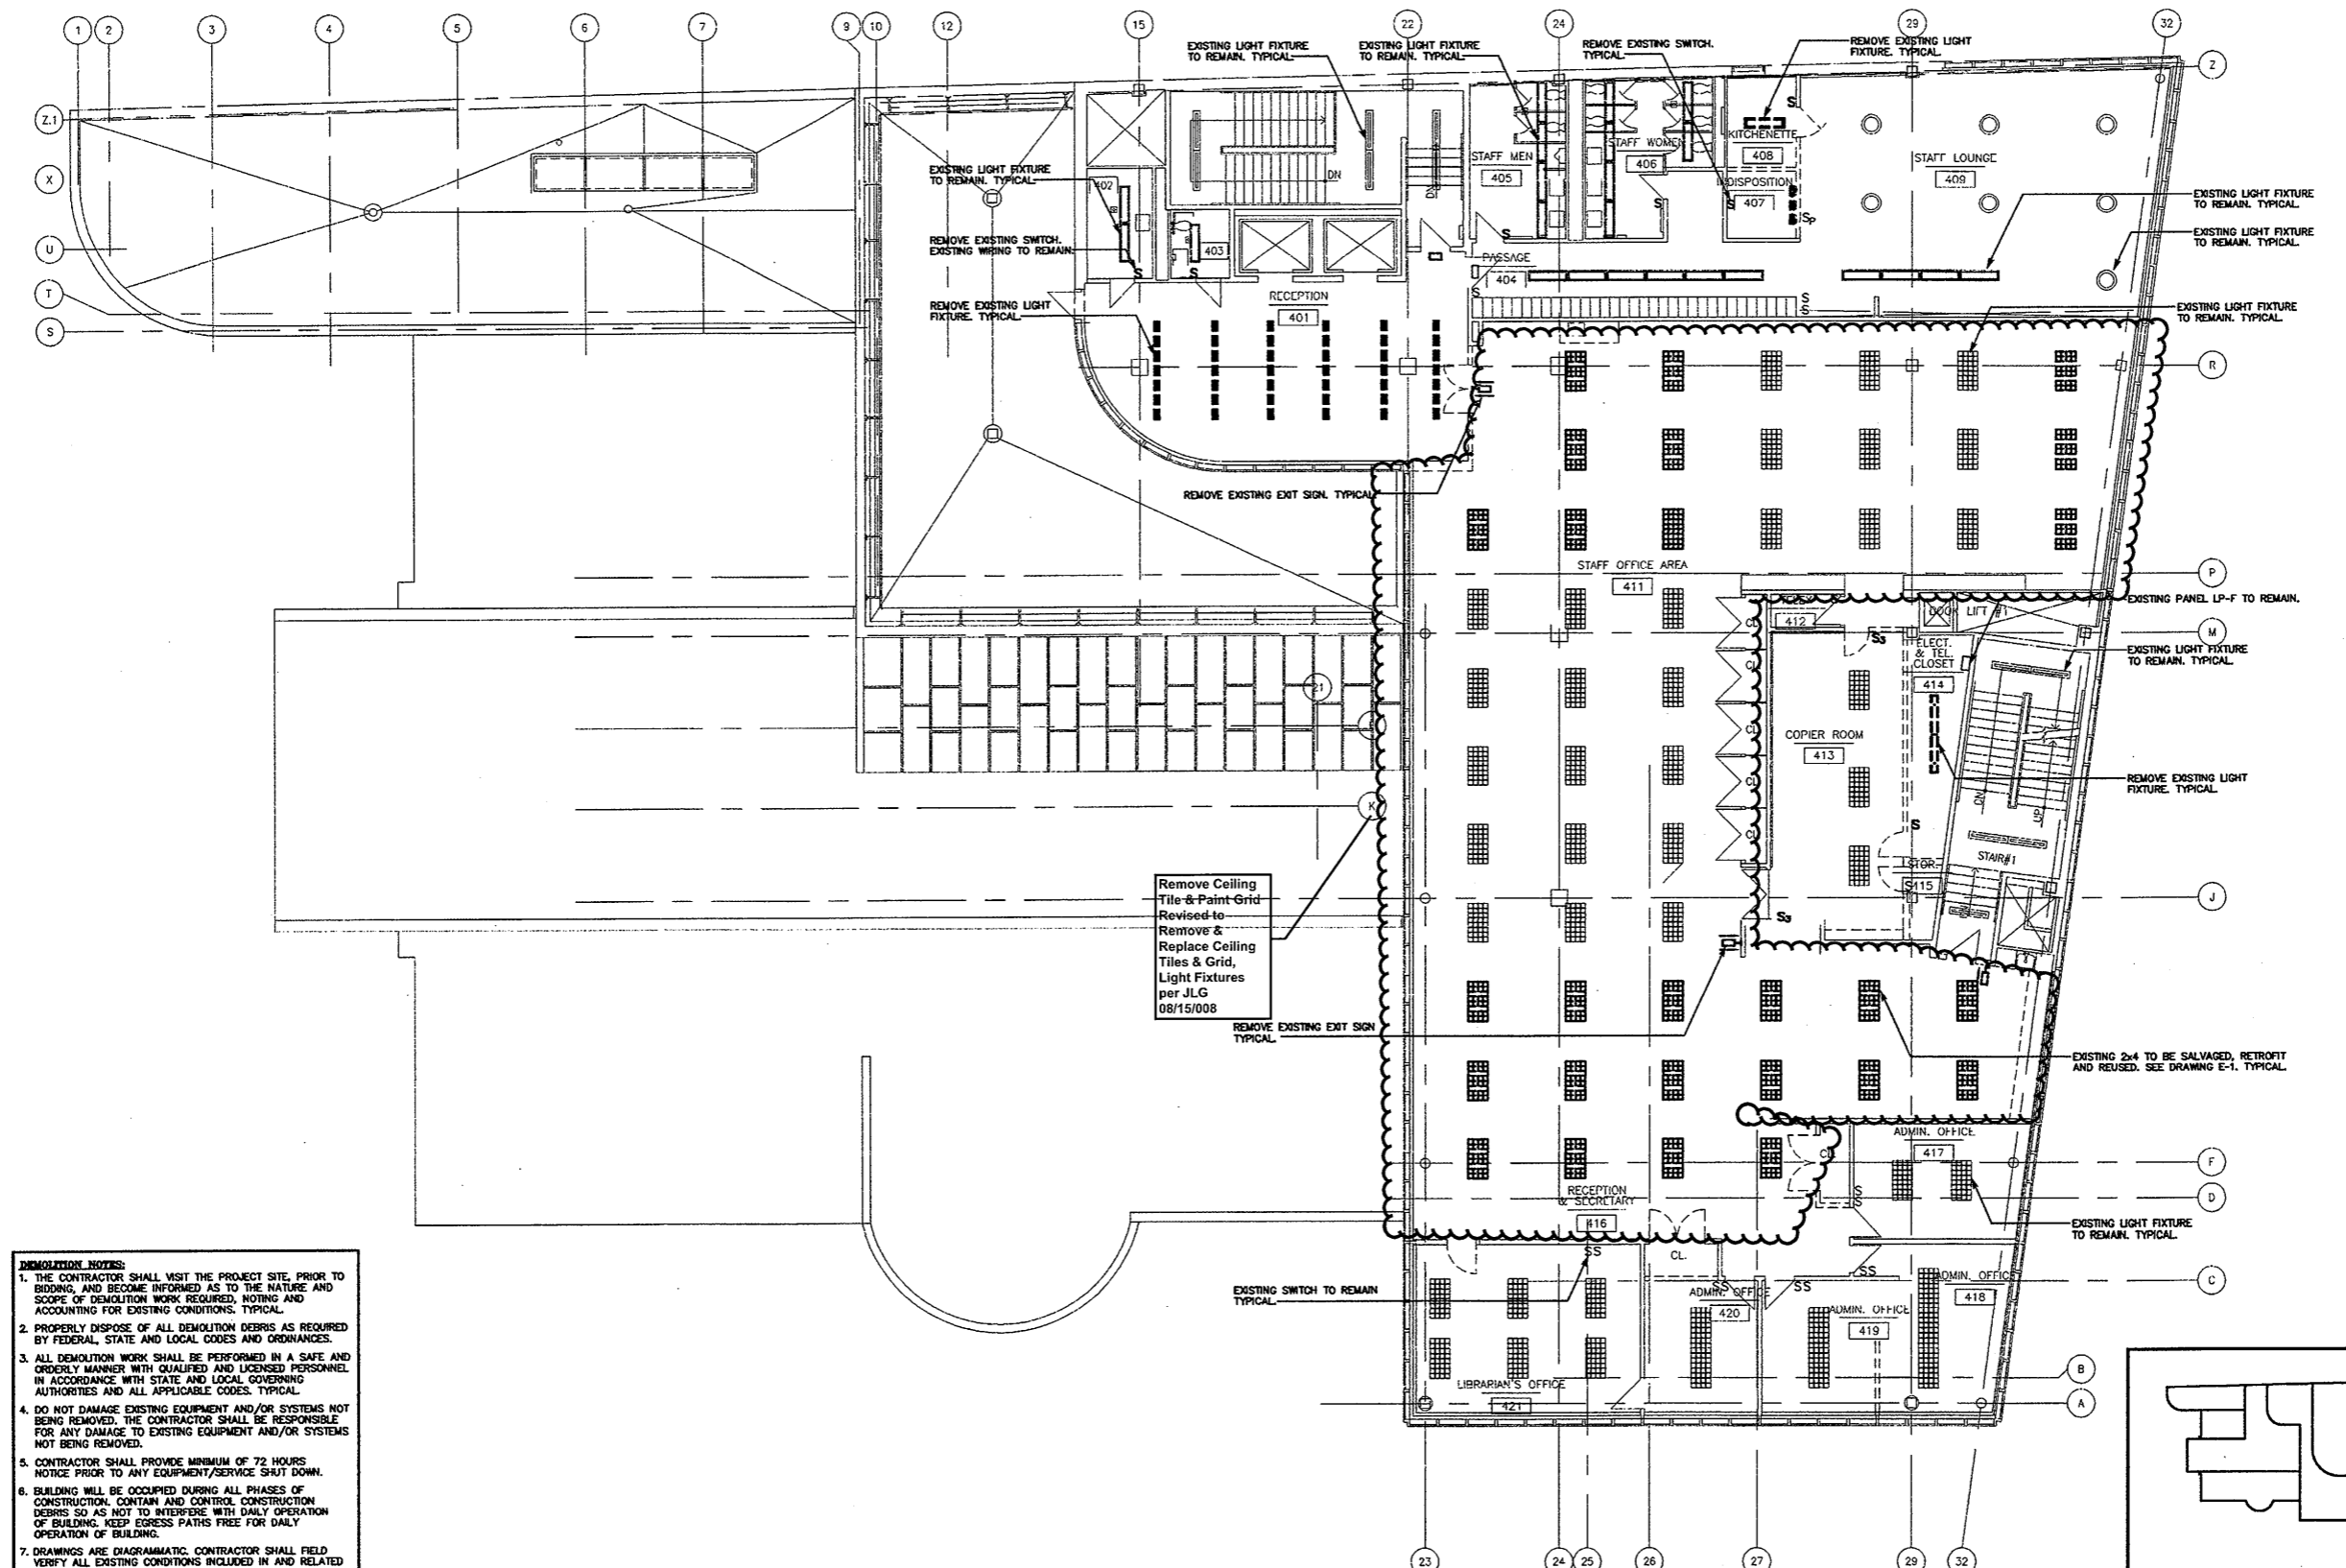 1
2
3
4
5
6
7
9
10
12
15
22
24
29
32
Z
Z.1
X
U
T
S
EXISTING LIGHT FIXTURE
TO REMAIN. TYPICAL.
EXISTING LIGHT FIXTURE
TO REMAIN. TYPICAL.
REMOVE EXISTING SWITCH.
TYPICAL.
REMOVE EXISTING LIGHT
FIXTURE. TYPICAL.
EXISTING LIGHT FIXTURE
TO REMAIN. TYPICAL.
REMOVE EXISTING SWITCH.
EXISTING WIRING TO REMAIN.
REMOVE EXISTING LIGHT
FIXTURE. TYPICAL.
402
403
DN
DN
RECEPTION
401
STAFF MEN
405
STAFF WOMEN
406
KITCHENETTE
408
INDISPOSITION
407
STAFF LOUNGE
409
PASSAGE
404
S
S
S
S
S
SP
S
S
S
EXISTING LIGHT FIXTURE
TO REMAIN. TYPICAL.
EXISTING LIGHT FIXTURE
TO REMAIN. TYPICAL.
EXISTING LIGHT FIXTURE
TO REMAIN. TYPICAL.
R
REMOVE EXISTING EXIT SIGN. TYPICAL.
STAFF OFFICE AREA
411
P
EXISTING PANEL LP-F TO REMAIN.
412
LIFT #1
M
S3
ELECT.
& TEL.
CLOSET
414
EXISTING LIGHT FIXTURE
TO REMAIN. TYPICAL.
CL
CL
CL
CL
21
COPIER ROOM
413
REMOVE EXISTING LIGHT
FIXTURE. TYPICAL.
DN
UP
K
S
STAIR#1
STOR.
S
115
S3
J
Remove Ceiling
Tile & Paint Grid
Revised to
Remove &
Replace Ceiling
Tiles & Grid,
Light Fixtures
per JLG
08/15/008
REMOVE EXISTING EXIT SIGN
TYPICAL.
EXISTING 2x4 TO BE SALVAGED, RETROFIT
AND REUSED. SEE DRAWING E-1. TYPICAL.
ADMIN. OFFICE
417
CL.
F
D
S
S
RECEPTION
& SECRETARY
416
EXISTING LIGHT FIXTURE
TO REMAIN. TYPICAL.
CL.
SS
SS
SS
SS
EXISTING SWITCH TO REMAIN
TYPICAL.
C
ADMIN. OFFICE
420
ADMIN. OFFICE
419
ADMIN. OFFICE
418
LIBRARIAN'S OFFICE
421
B
A
23
24
25
26
27
29
32
DEMOLITION NOTES:
1. THE CONTRACTOR SHALL VISIT THE PROJECT SITE, PRIOR TO
BIDDING, AND BECOME INFORMED AS TO THE NATURE AND
SCOPE OF DEMOLITION WORK REQUIRED, NOTING AND
ACCOUNTING FOR EXISTING CONDITIONS. TYPICAL.
2. PROPERLY DISPOSE OF ALL DEMOLITION DEBRIS AS REQUIRED
BY FEDERAL, STATE AND LOCAL CODES AND ORDINANCES.
3. ALL DEMOLITION WORK SHALL BE PERFORMED IN A SAFE AND
ORDERLY MANNER WITH QUALIFIED AND LICENSED PERSONNEL
IN ACCORDANCE WITH STATE AND LOCAL GOVERNING
AUTHORITIES AND ALL APPLICABLE CODES. TYPICAL.
4. DO NOT DAMAGE EXISTING EQUIPMENT AND/OR SYSTEMS NOT
BEING REMOVED. THE CONTRACTOR SHALL BE RESPONSIBLE
FOR ANY DAMAGE TO EXISTING EQUIPMENT AND/OR SYSTEMS
NOT BEING REMOVED.
5. CONTRACTOR SHALL PROVIDE MINIMUM OF 72 HOURS
NOTICE PRIOR TO ANY EQUIPMENT/SERVICE SHUT DOWN.
6. BUILDING WILL BE OCCUPIED DURING ALL PHASES OF
CONSTRUCTION. CONTAIN AND CONTROL CONSTRUCTION
DEBRIS SO AS NOT TO INTERFERE WITH DAILY OPERATION
OF BUILDING. KEEP EGRESS PATHS FREE FOR DAILY
OPERATION OF BUILDING.
7. DRAWINGS ARE DIAGRAMMATIC. CONTRACTOR SHALL FIELD
VERIFY ALL EXISTING CONDITIONS INCLUDED IN AND RELATED